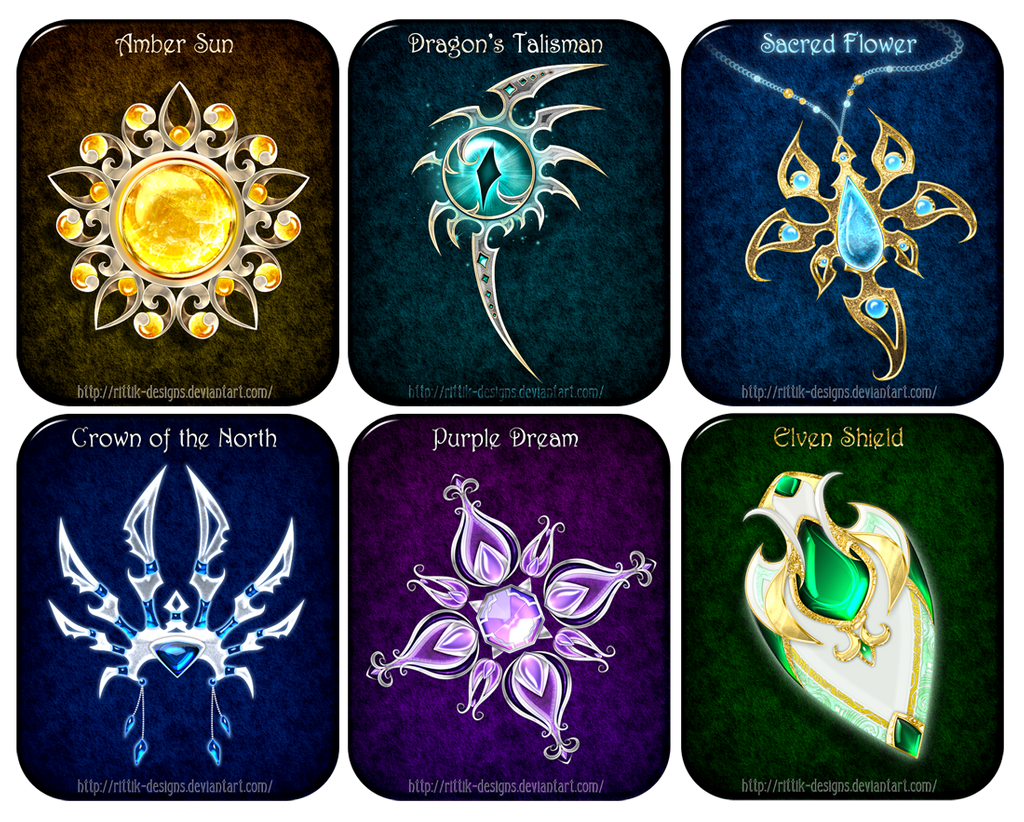 Amber Sun
Dragon's Talisman
Sacred Flower
http://rittik-designs.deviantart.com/
http://rittik-designs.deviantart.com/
http://rittik-designs.deviantart.com/
Crown of the North
Purple Dream
Elven Shield
http://rittik-designs.deviantart.com/
http://rittik-designs.deviantart.com/
http://rittik-designs.deviantart.com/